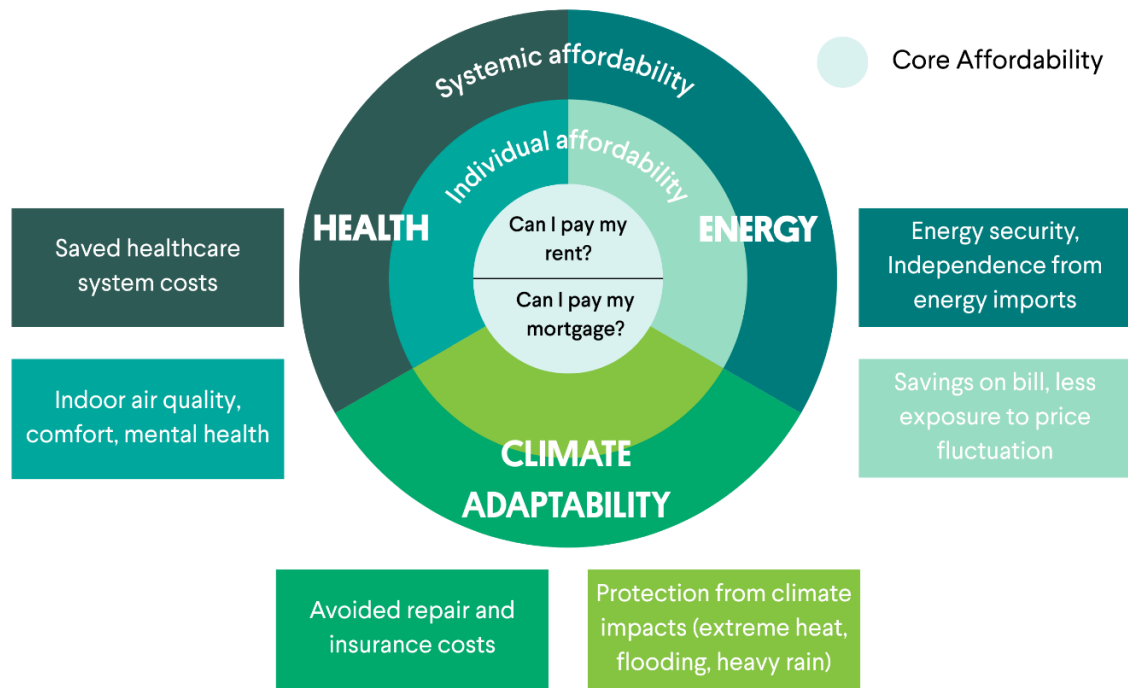 Systemic affordability
Core Affordability
Individual affordability
HEALTH
ENERGY
Can I pay my
rent?
Can I pay my
mortgage?
Saved healthcare
system costs
Energy security,
Independence from
energy imports
Indoor air quality,
comfort, mental health
Savings on bill, less
exposure to price
fluctuation
CLIMATE
ADAPTABILITY
Avoided repair and
insurance costs
Protection from climate
impacts (extreme heat,
flooding, heavy rain)